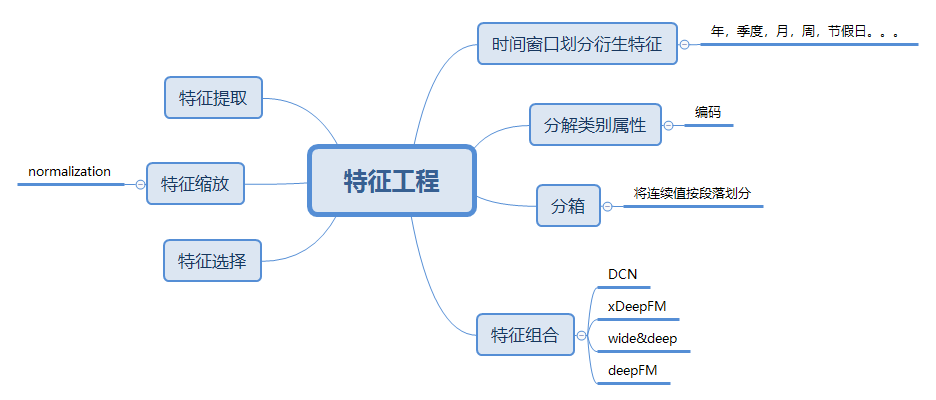 时间窗口划分衍生特征
年，季度，月，周，节假日。。。
特征提取
分解类别属性
编码
特征工程
normalization
特征缩放
分箱
将连续值按段落划分
特征选择
特征组合
DCN
xDeepFM
wide&deep
deepFM